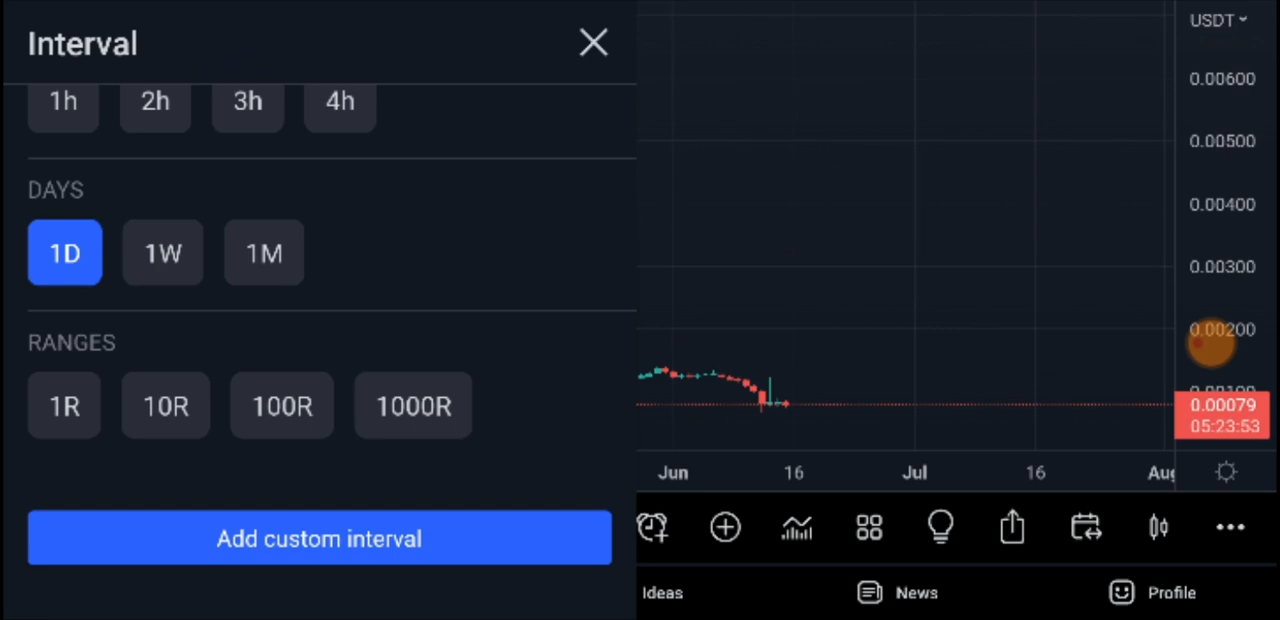 Interval
1h 2h 3h 4h
DAYS
1D 1W 1M
RANGES
1R 10R 100R 1000R
Add custom interval
USDT
0.00600
0.00500
0.00400
0.00300
0.00200
0.00100
0.00079
05:23:53
Jun 16 Jul 16 Aug
Ideas News Profile